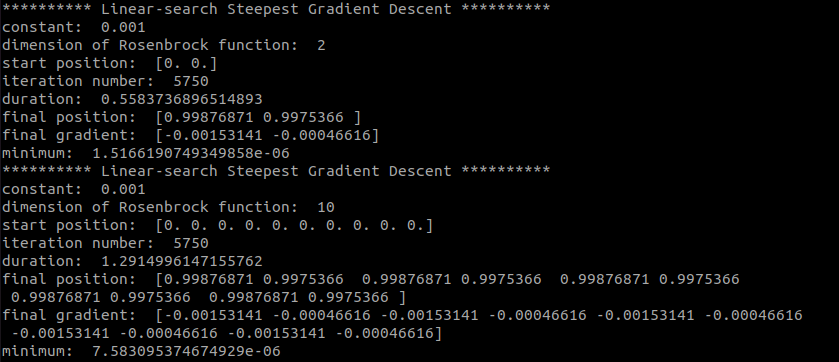 ********** Linear-search Steepest Gradient Descent **********
constant:  0.001
dimension of Rosenbrock function:  2
start position:  [0. 0.]
iteration number:  5750
duration:  0.5583736896514893
final position:  [0.99876871 0.9975366 ]
final gradient:  [-0.00153141 -0.00046616]
minimum:  1.5166190749349858e-06
********** Linear-search Steepest Gradient Descent **********
constant:  0.001
dimension of Rosenbrock function:  10
start position:  [0. 0. 0. 0. 0. 0. 0. 0. 0. 0.]
iteration number:  5750
duration:  1.2914996147155762
final position:  [0.99876871 0.9975366  0.99876871 0.9975366  0.99876871 0.9975366
 0.99876871 0.9975366  0.99876871 0.9975366 ]
final gradient:  [-0.00153141 -0.00046616 -0.00153141 -0.00046616 -0.00153141 -0.00046616
 -0.00153141 -0.00046616 -0.00153141 -0.00046616]
minimum:  7.583095374674929e-06